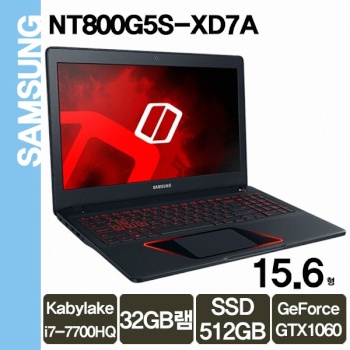 SAMSUNG
NT800G5S-XD7A
SAMSUNG
15.6형
Kabylake
i7-7700HQ
32GB램
SSD
512GB
GeForce
GTX1060